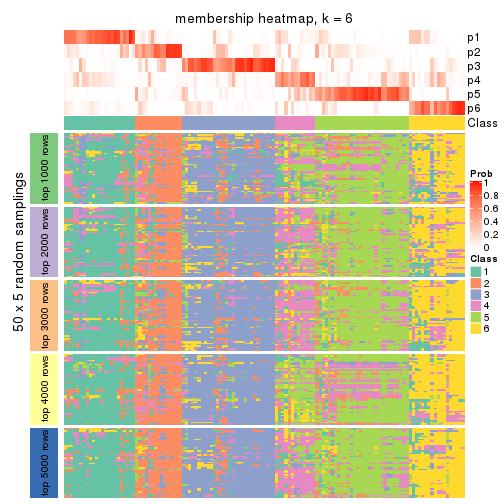 membership heatmap, k = 6
p1
p2
p3
p4
p5
p6
Class
50 x 5 random samplings
top 1000 rows
top 2000 rows
top 3000 rows
top 4000 rows
top 5000 rows
Prob
1
0.8
0.6
0.4
0.2
0
Class
1
2
3
4
5
6